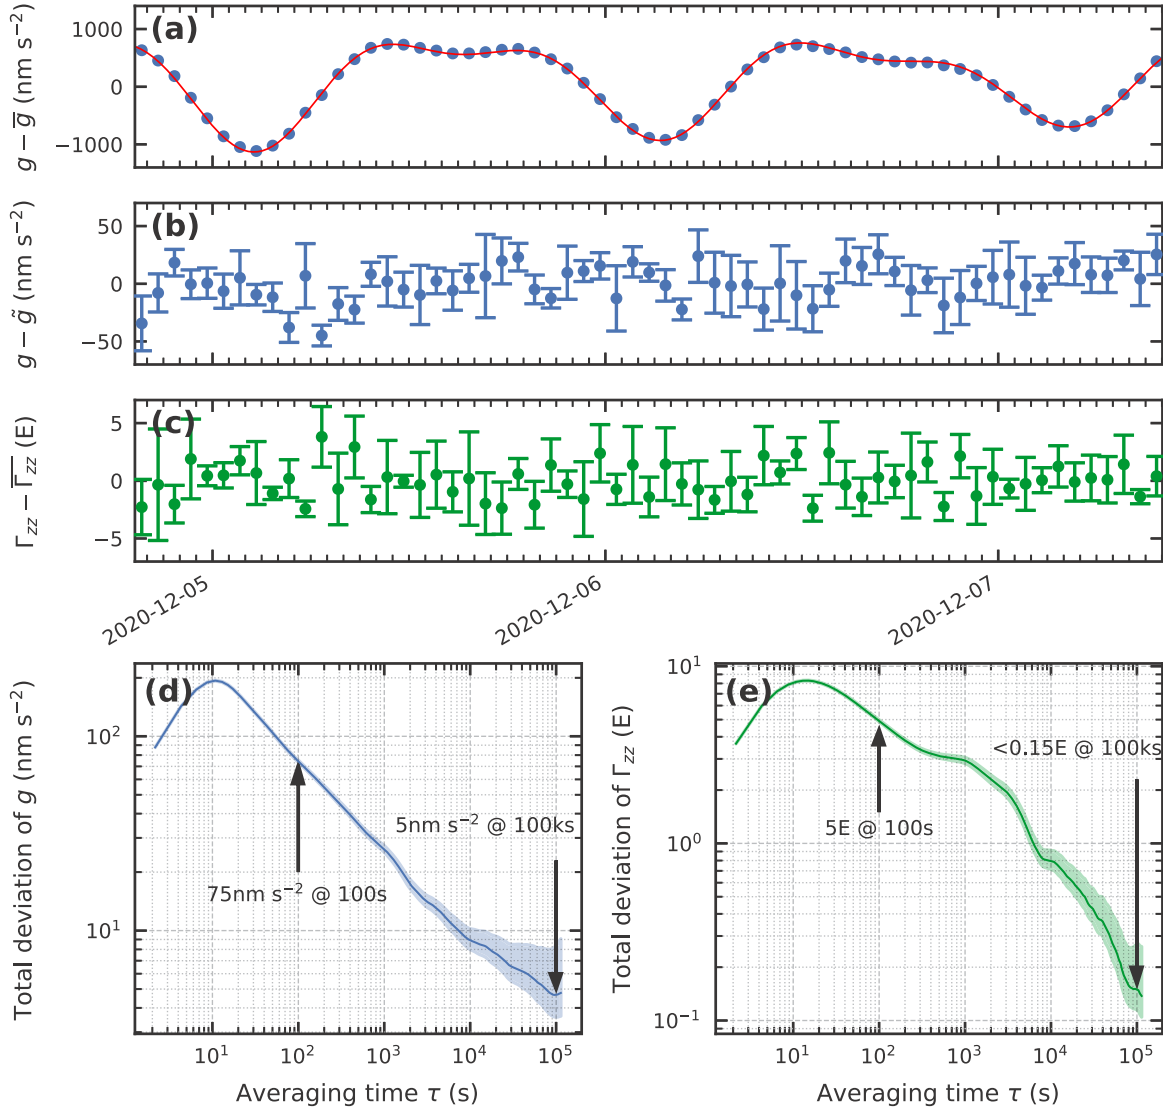 (a)
g − g̅ (nm s⁻²)
1000
0
−1000
(b)
g − g̃ (nm s⁻²)
50
0
−50
(c)
Γzz − Γ̅z̅z̅ (E)
5
0
−5
2020-12-05
2020-12-06
2020-12-07
(d)
Total deviation of g (nm s⁻²)
10²
10¹
75nm s⁻² @ 100s
5nm s⁻² @ 100ks
10¹
10²
10³
10⁴
10⁵
Averaging time τ (s)
(e)
Total deviation of Γzz (E)
10¹
10⁰
10⁻¹
<0.15E @ 100ks
5E @ 100s
10¹
10²
10³
10⁴
10⁵
Averaging time τ (s)